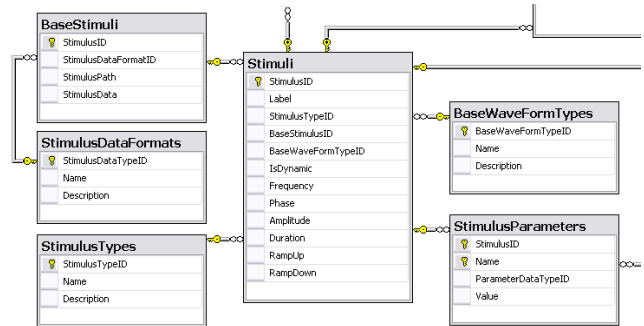 BaseStimuli
StimulusID
StimulusDataFormatID
StimulusPath
StimulusData
StimulusDataFormats
StimulusDataTypeID
Name
Description
StimulusTypes
StimulusTypeID
Name
Description
Stimuli
StimulusID
Label
StimulusTypeID
BaseStimulusID
BaseWaveFormTypeID
IsDynamic
Frequency
Phase
Amplitude
Duration
RampUp
RampDown
BaseWaveFormTypes
BaseWaveFormTypeID
Name
Description
StimulusParameters
StimulusID
Name
ParameterDataTypeID
Value